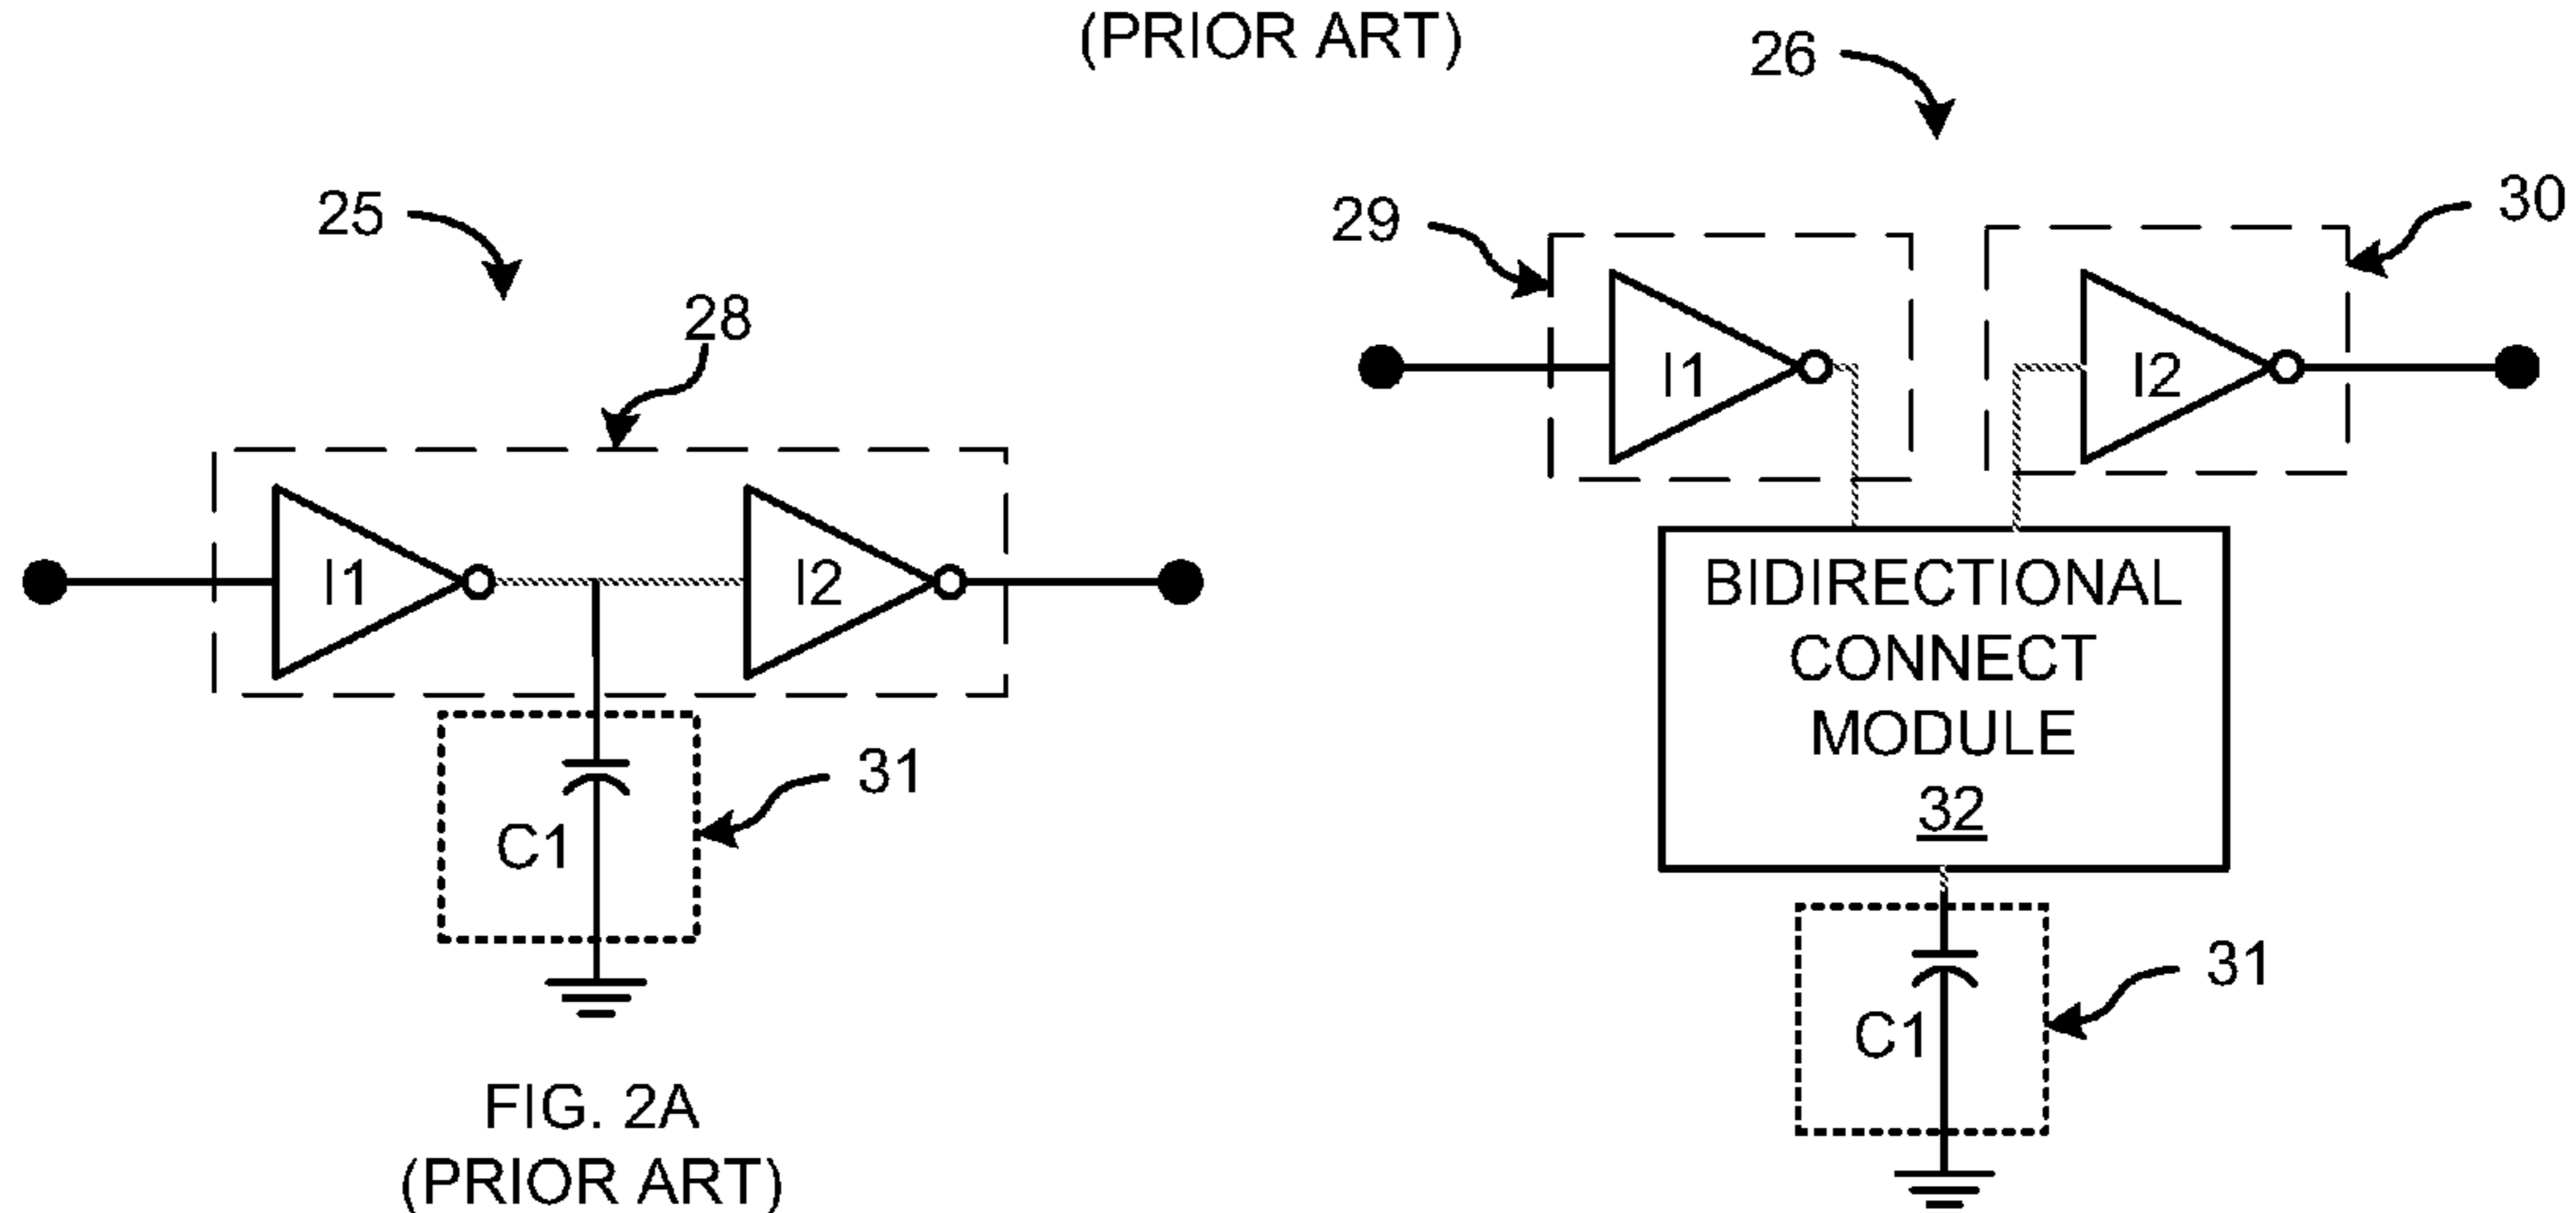 (PRIOR ART)
25
28
I1
I2
C1
31
FIG. 2A
(PRIOR ART)
26
29
30
I1
I2
BIDIRECTIONAL
CONNECT
MODULE
32
C1
31